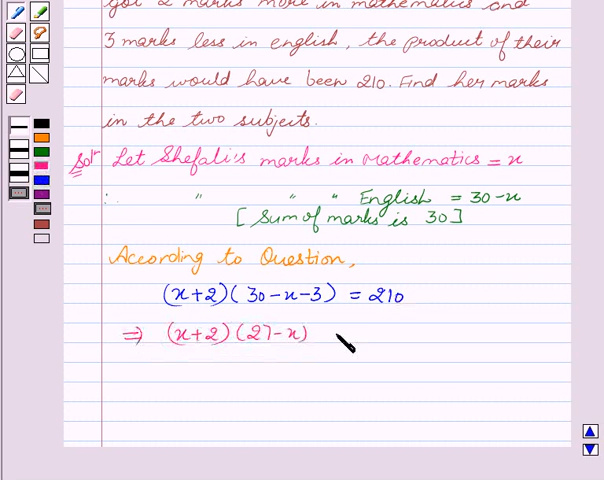 got 2 marks more in mathematics and
3 marks less in english, the product of their
marks would have been 210. Find her marks
in the two subjects.
Solⁿ Let Shefali's marks in Mathematics = x
∴ " " " English = 30-x
[Sum of marks is 30]
According to Question,
(x+2)(30-x-3) = 210
⇒ (x+2)(27-x)